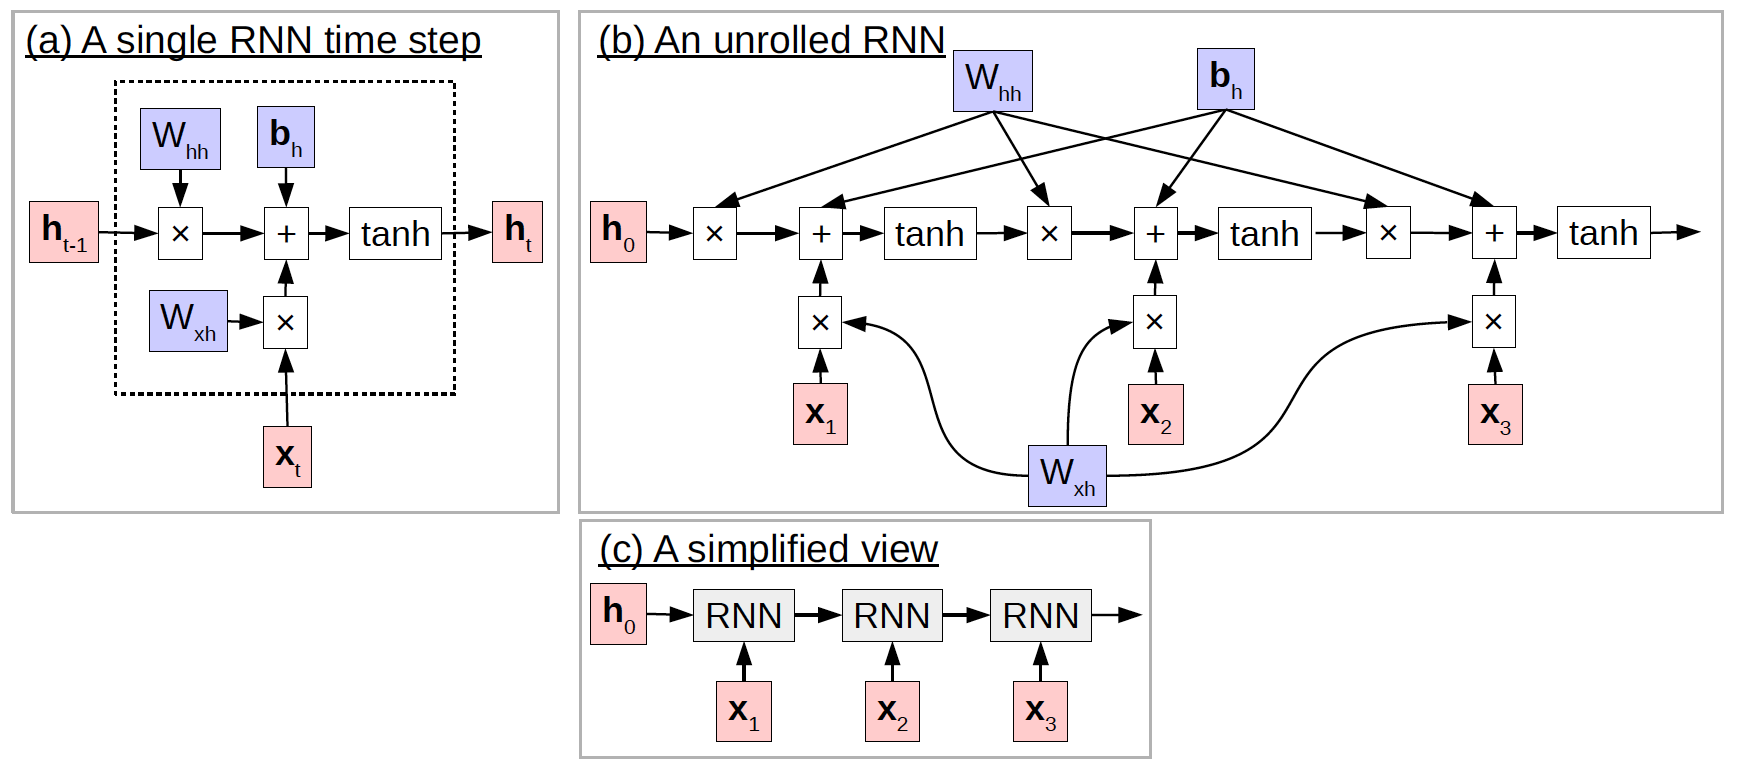 (a) A single RNN time step
W_hh b_h
h_t-1 × + tanh h_t
W_xh ×
x_t
(b) An unrolled RNN
W_hh b_h
h_0 × + tanh × + tanh × + tanh
× × ×
x_1 x_2 x_3
W_xh
(c) A simplified view
h_0 RNN RNN RNN
x_1 x_2 x_3